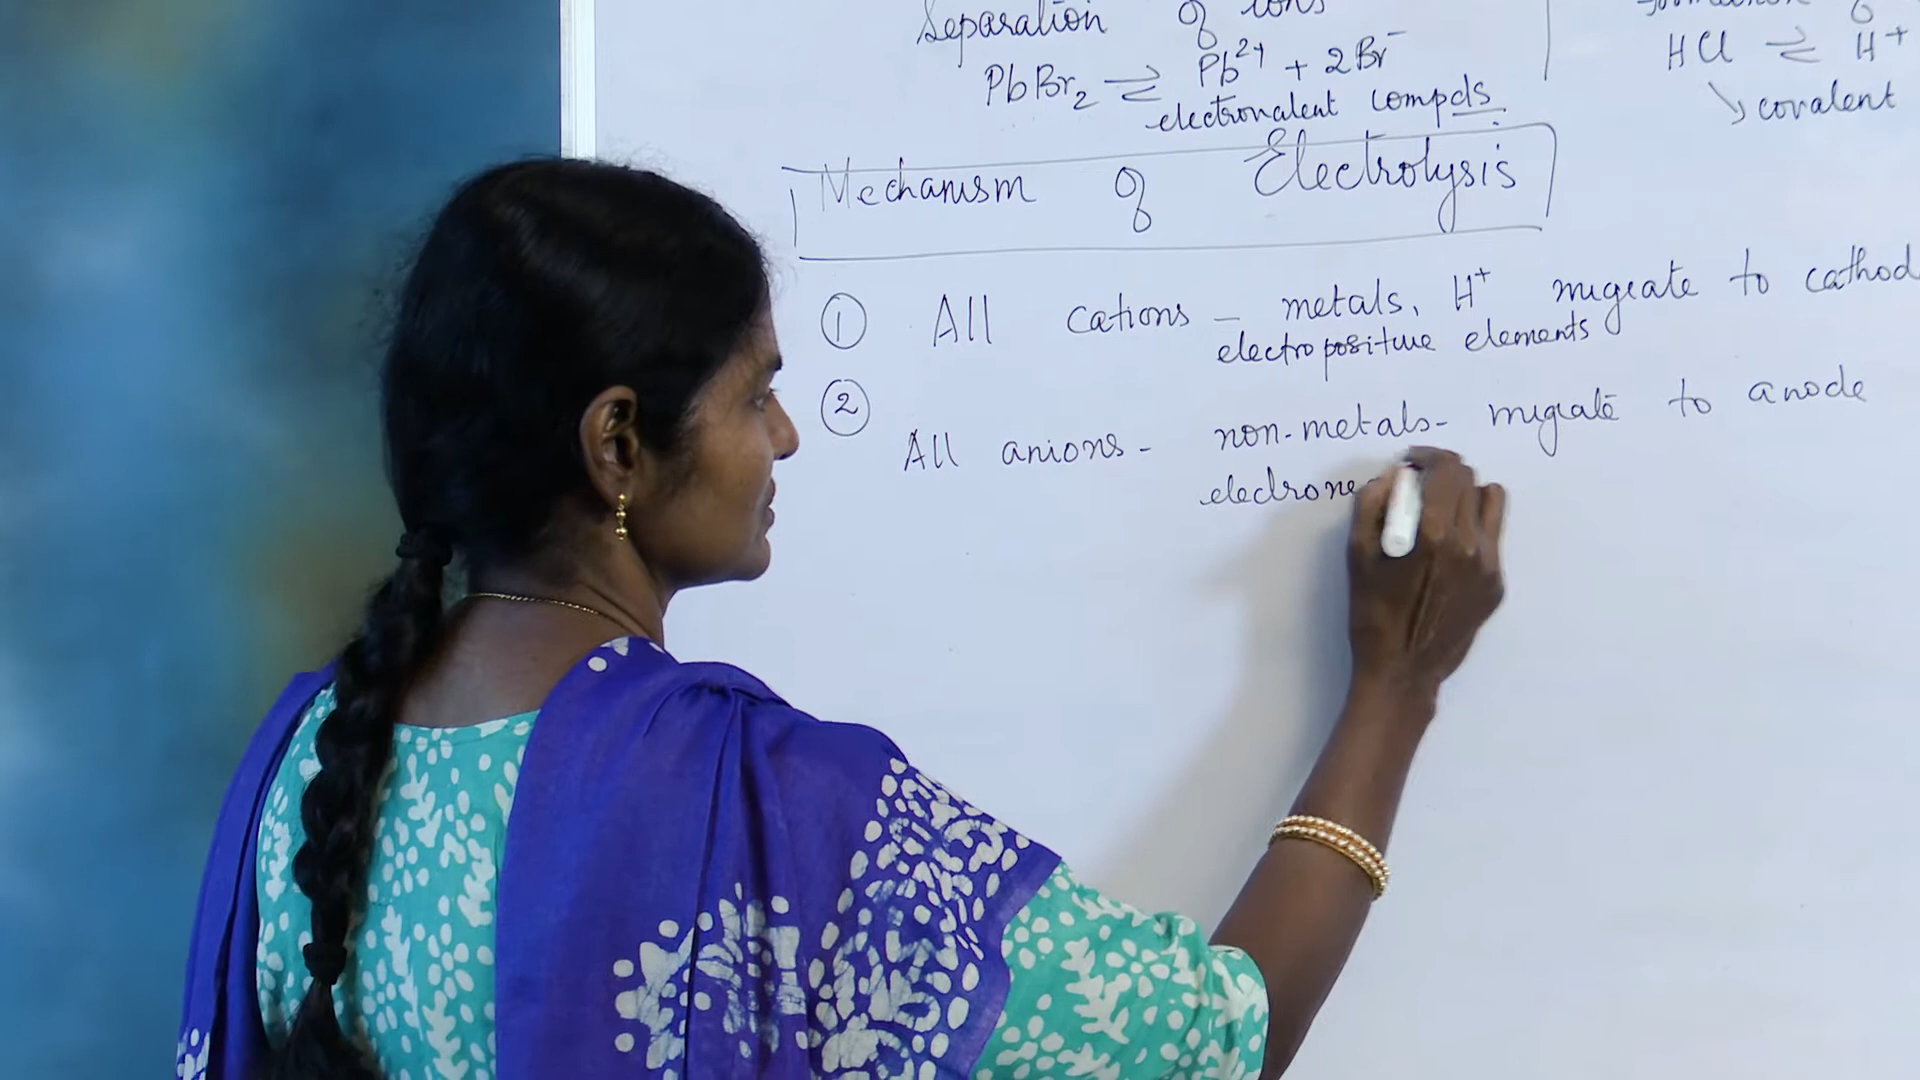 Separation of ions
PbBr₂ ⇌ Pb²⁺ + 2Br⁻
electrovalent compds.
HCl ⇌ H⁺
↘ covalent
Mechanism of Electrolysis
① All cations – metals, H⁺ migrate to cathod
electropositive elements
②
All anions – non-metals – migrate to anode
electrone